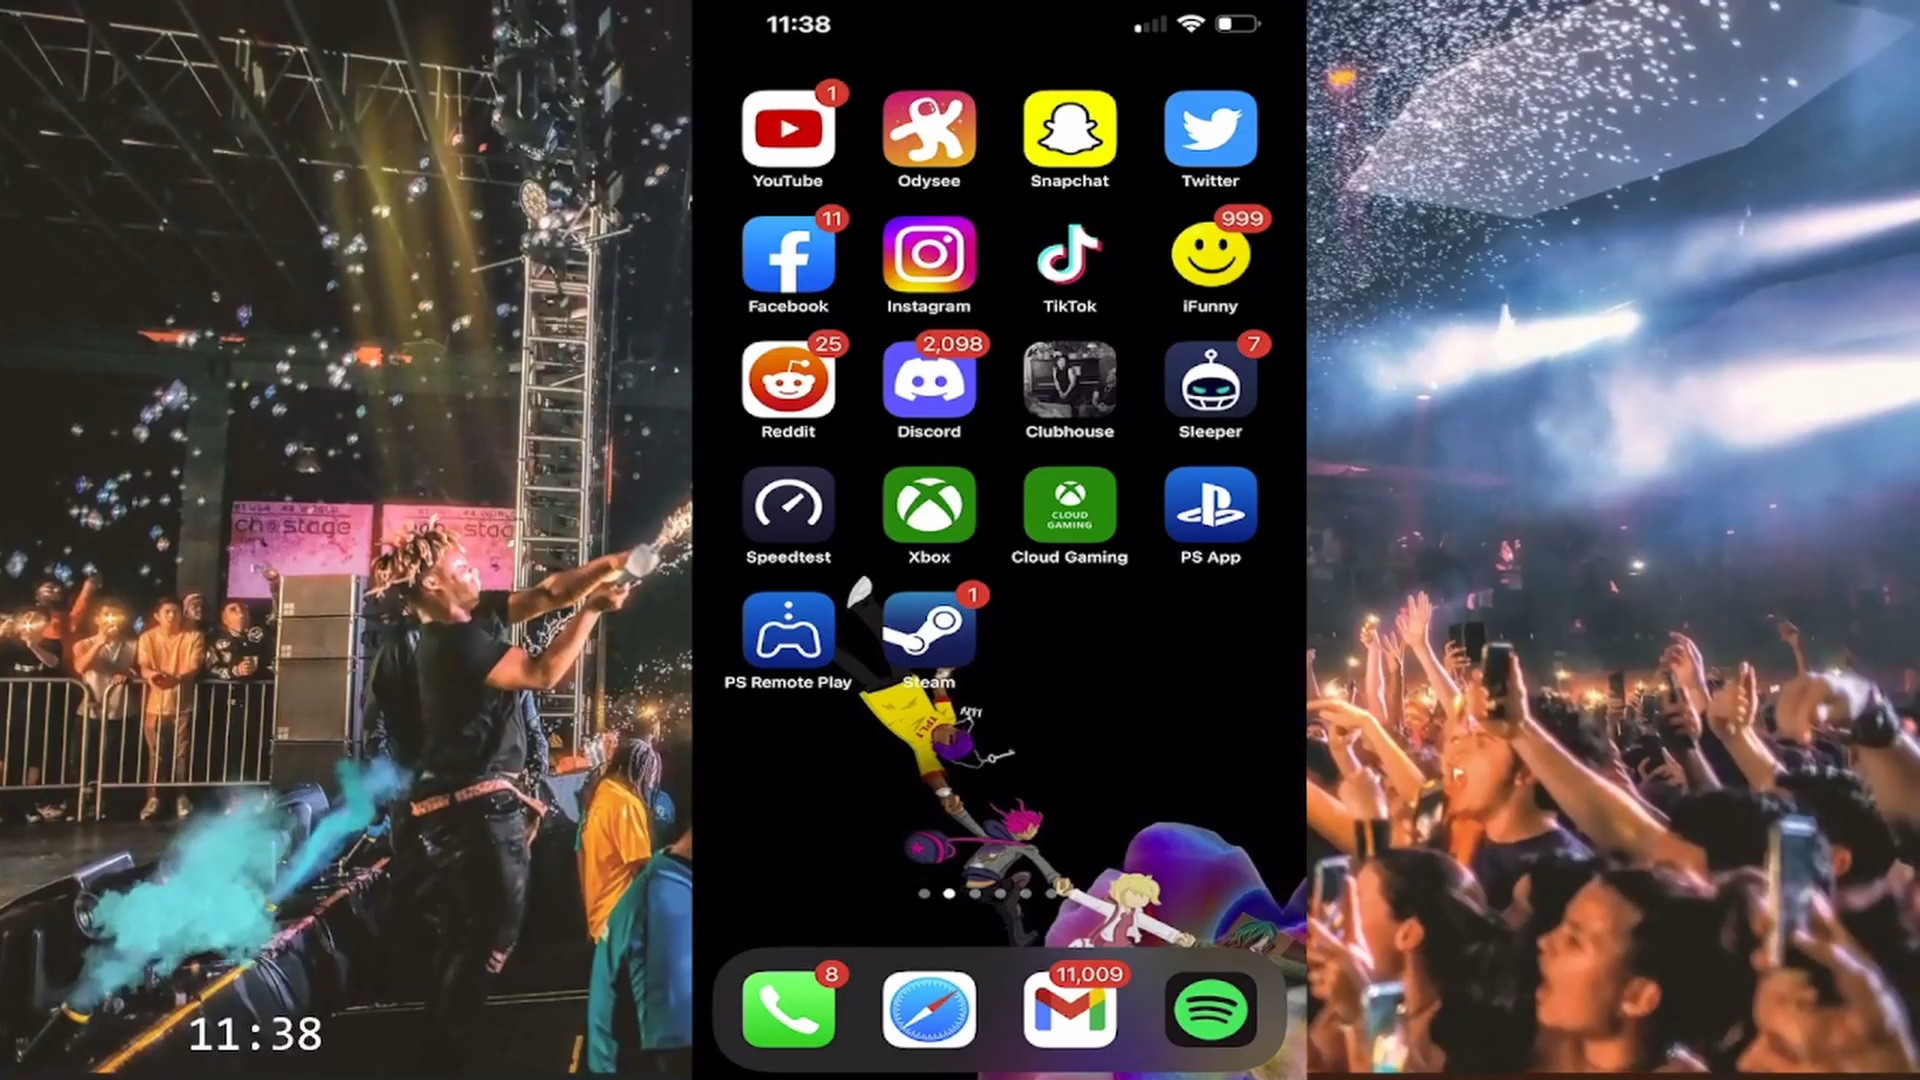 11:38
1
YouTube Odysee Snapchat Twitter
11 999
Facebook Instagram TikTok iFunny
25 2,098 7
Reddit Discord Clubhouse Sleeper
CLOUD
GAMING
Speedtest Xbox Cloud Gaming PS App
1
PS Remote Play Steam
8 11,009
stage
11:38